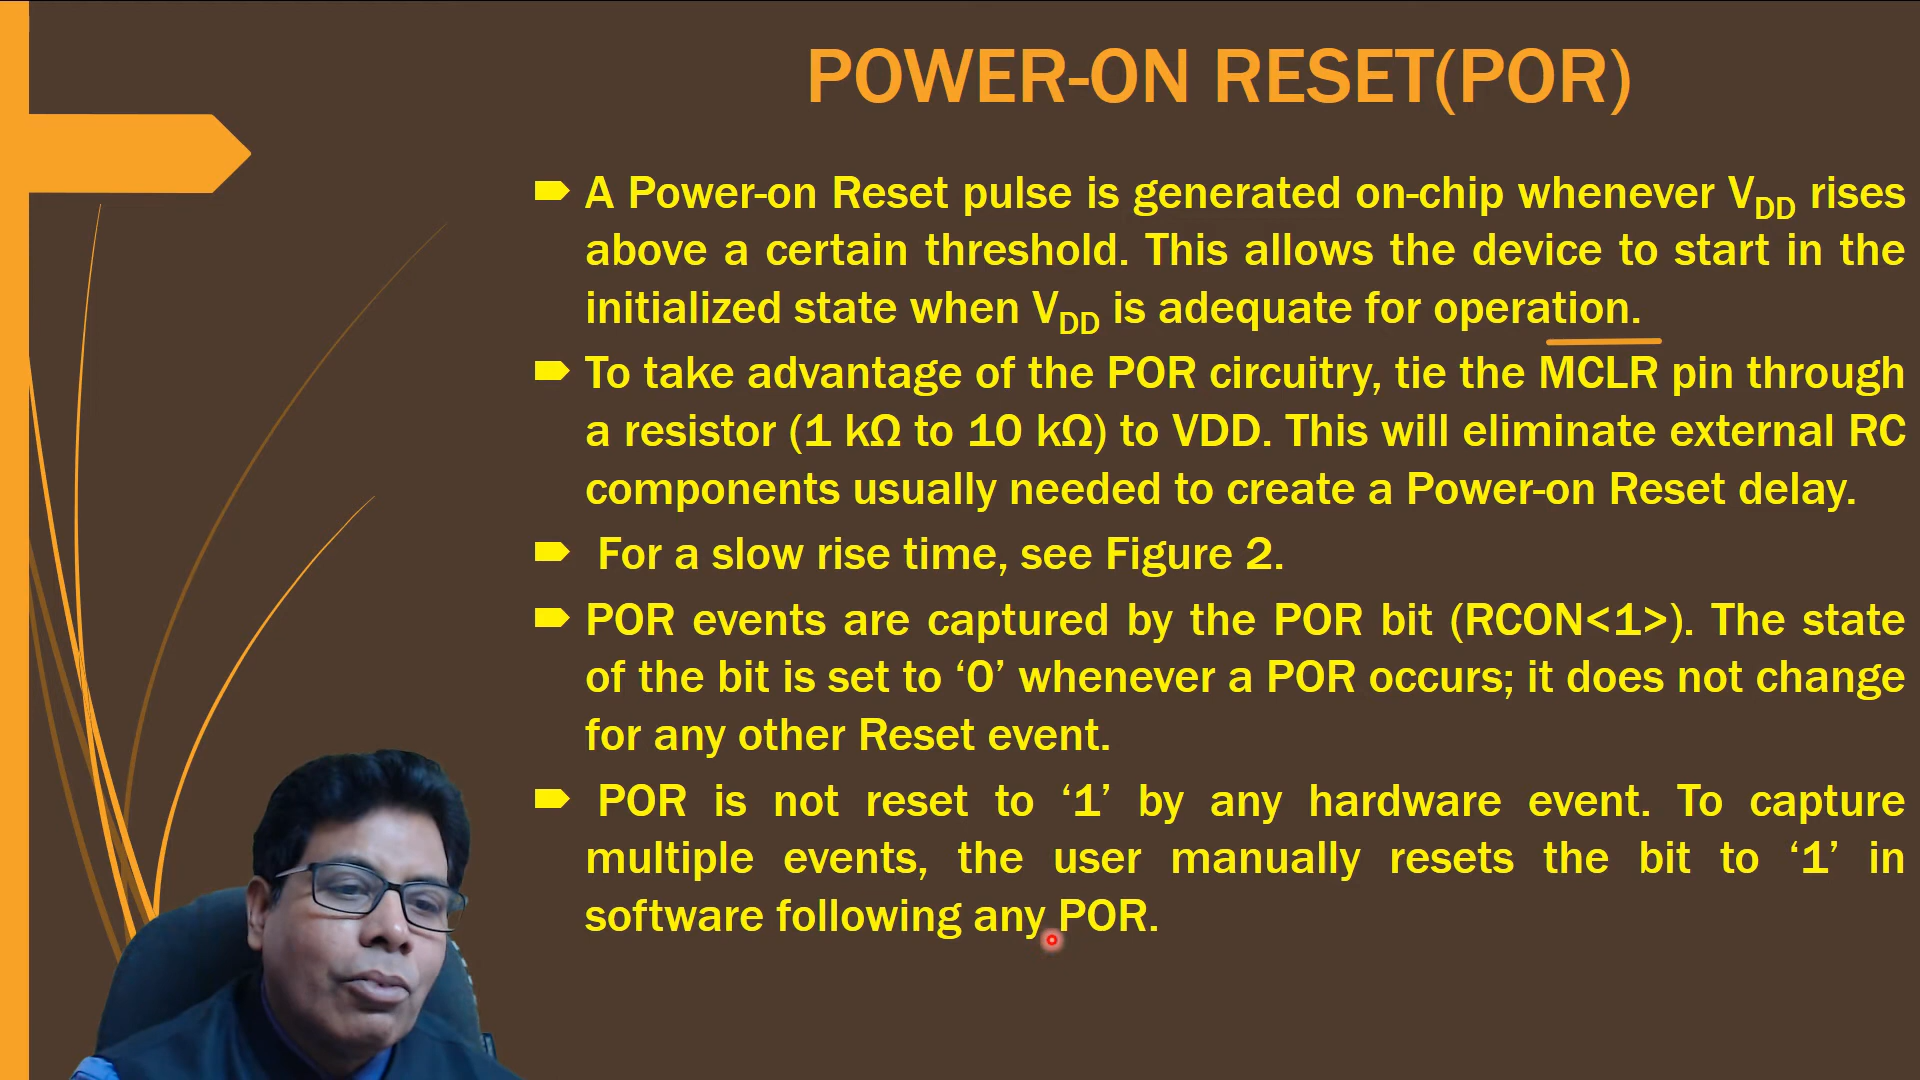 POWER-ON RESET(POR)
A Power-on Reset pulse is generated on-chip whenever VDD rises
above a certain threshold. This allows the device to start in the
initialized state when VDD is adequate for operation.
To take advantage of the POR circuitry, tie the MCLR pin through
a resistor (1 kΩ to 10 kΩ) to VDD. This will eliminate external RC
components usually needed to create a Power-on Reset delay.
For a slow rise time, see Figure 2.
POR events are captured by the POR bit (RCON<1>). The state
of the bit is set to ‘0’ whenever a POR occurs; it does not change
for any other Reset event.
POR is not reset to ‘1’ by any hardware event. To capture
multiple events, the user manually resets the bit to ‘1’ in
software following any POR.